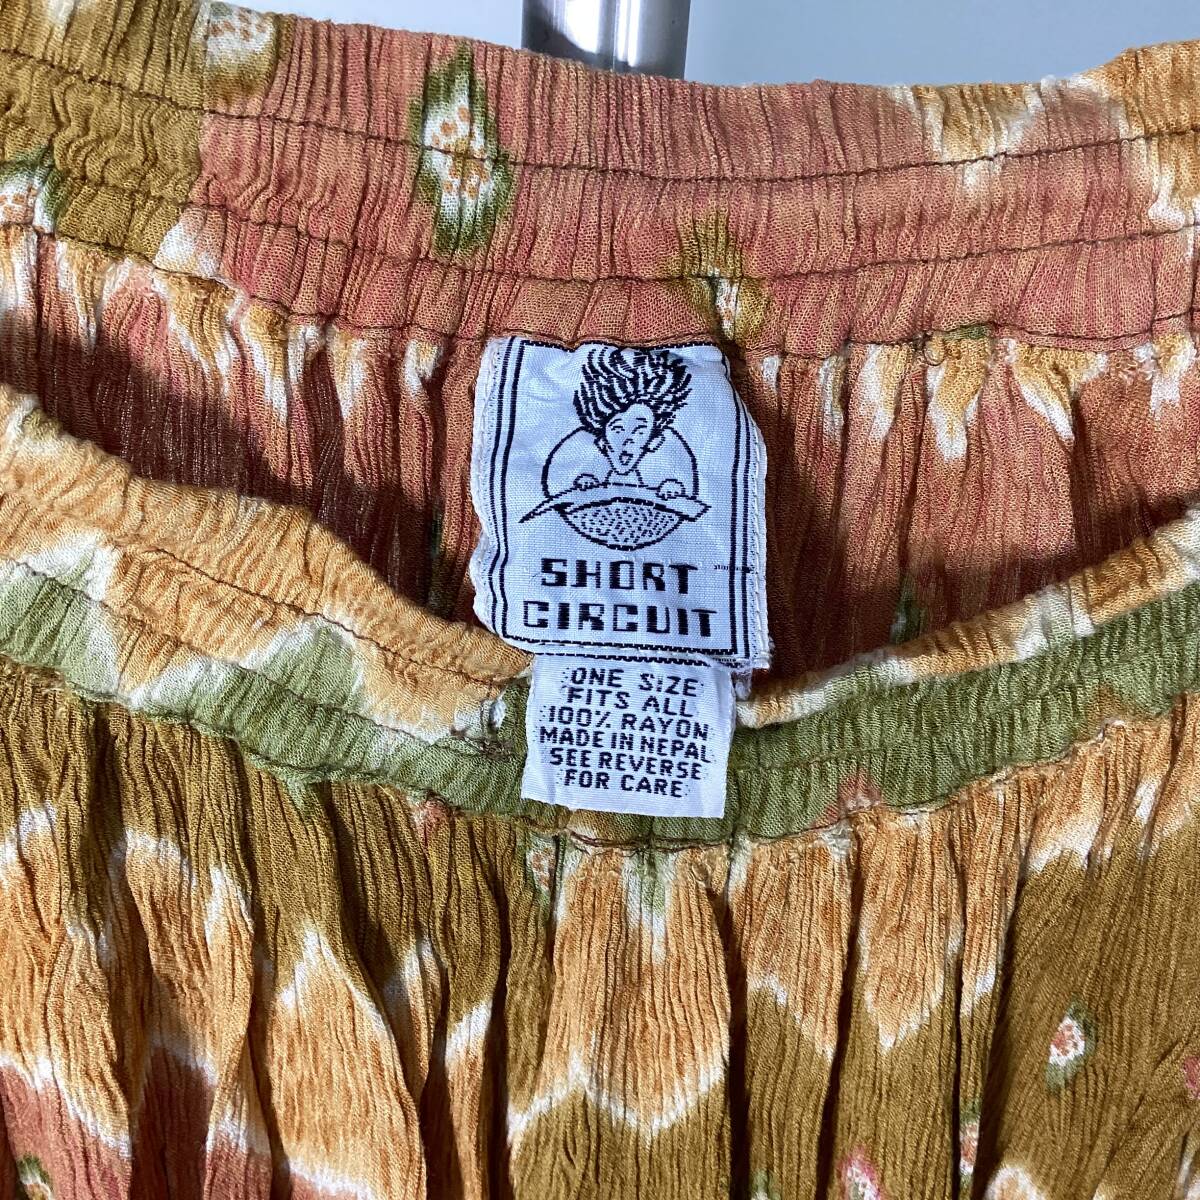 SHORT
CIRCUIT
ONE SIZE
FITS ALL
100% RAYON
MADE IN NEPAL
SEE REVERSE
FOR CARE